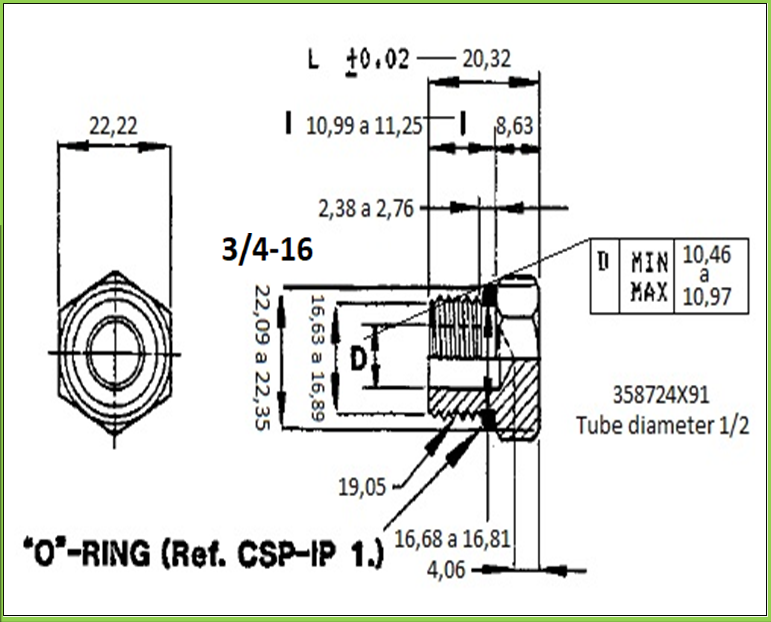 L ±0.02 20,32
22,22
I 10,99 a 11,25 I 8,63
2,38 a 2,76
3/4-16
D MIN MAX 10,46 a 10,97
22,09 a 22,35
16,63 a 16,89
D
358724X91
Tube diameter 1/2
19,05
"O"-RING (Ref. CSP-IP 1.)
16,68 a 16,81
4,06